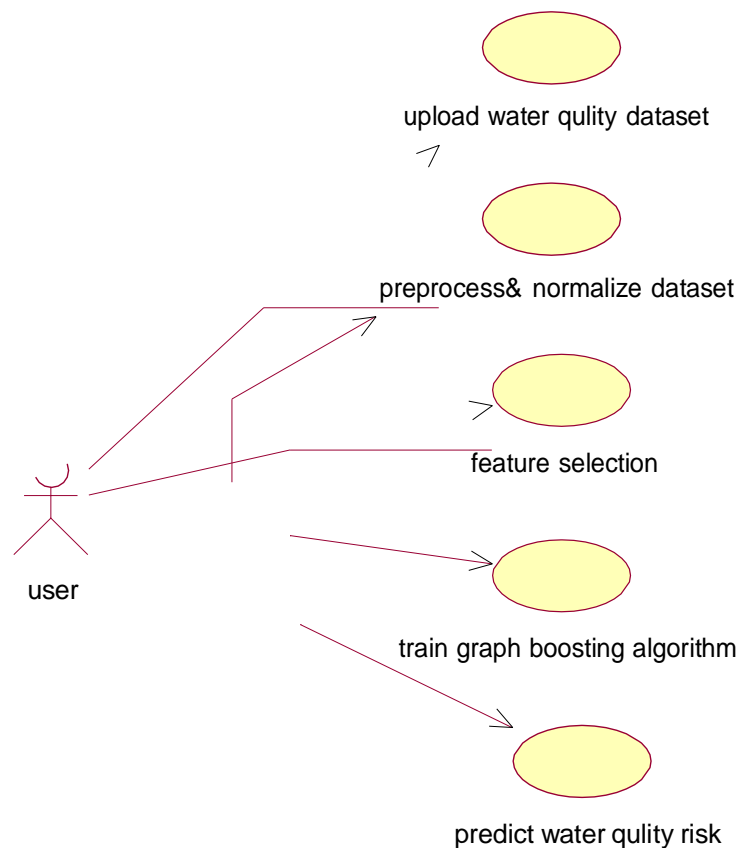 upload water qulity dataset
preprocess& normalize dataset
feature selection
user
train graph boosting algorithm
predict water qulity risk